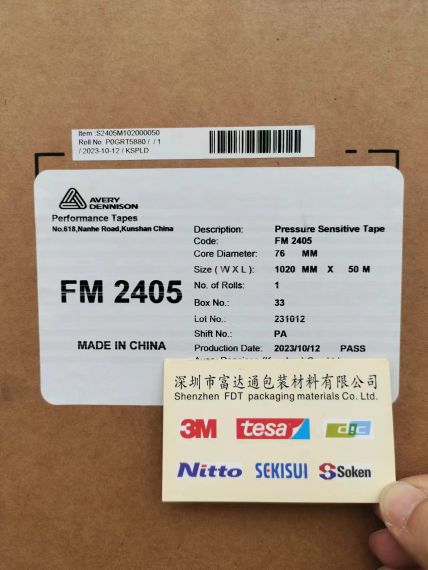 Item :S2405M102000050
Roll No: P0GRT5880 / / 1
/ 2023-10-12 / KSPLD
AVERY
DENNISON
Performance Tapes
No.618,Nanhe Road,Kunshan China
FM 2405
MADE IN CHINA
Description: Pressure Sensitive Tape
Code: FM 2405
Core Diameter: 76 MM
Size ( W X L ): 1020 MM X 50 M
No. of Rolls: 1
Box No.: 33
Lot No.: 231012
Shift No.: PA
Production Date: 2023/10/12 PASS
深圳市富达通包装材料有限公司
Shenzhen FDT packaging materials Co. Ltd.
3M tesa dic
Nitto SEKISUI Soken